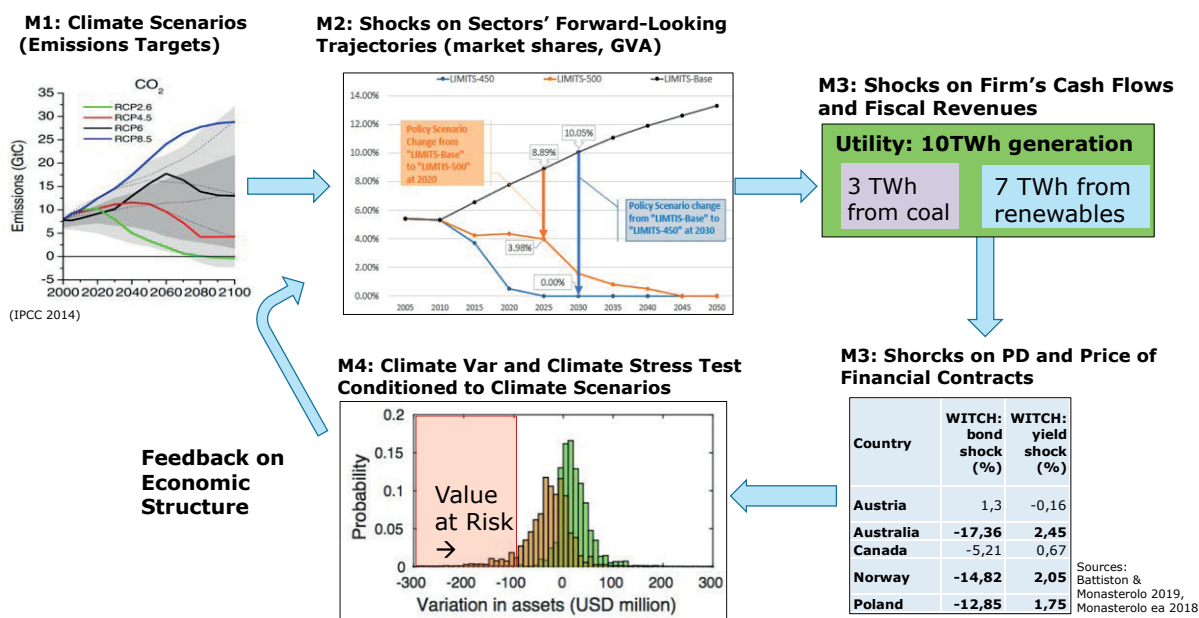 M1: Climate Scenarios
(Emissions Targets)
CO2
RCP2.6
RCP4.5
RCP6
RCP8.5
Emissions (GtC)
35
30
25
20
15
10
5
0
-5
2000 2020 2040 2060 2080 2100
(IPCC 2014)
M2: Shocks on Sectors’ Forward-Looking
Trajectories (market shares, GVA)
LIMITS-450 LIMITS-500 LIMITS-Base
14.00%
12.00%
10.00%
8.00%
6.00%
4.00%
2.00%
0.00%
Policy Scenario
Change from
"LIMITS-Base"
to "LIMTIS-500"
at 2020
8.89%
10.05%
Policy Scenario change
from "LIMTIS-Base" to
"LIMITS-450" at 2030
3.98%
0.00%
2005 2010 2015 2020 2025 2030 2035 2040 2045 2050
M3: Shocks on Firm’s Cash Flows
and Fiscal Revenues
Utility: 10TWh generation
3 TWh
from coal
7 TWh from
renewables
M3: Shorcks on PD and Price of
Financial Contracts
Country WITCH: bond shock (%) WITCH: yield shock (%)
Austria 1,3 -0,16
Australia -17,36 2,45
Canada -5,21 0,67
Norway -14,82 2,05
Poland -12,85 1,75
Sources:
Battiston &
Monasterolo 2019,
Monasterolo ea 2018
M4: Climate Var and Climate Stress Test
Conditioned to Climate Scenarios
Probability
0.2
0.15
0.1
0.05
0
Value
at Risk
→
-300 -200 -100 0 100 200 300
Variation in assets (USD million)
Feedback on
Economic
Structure